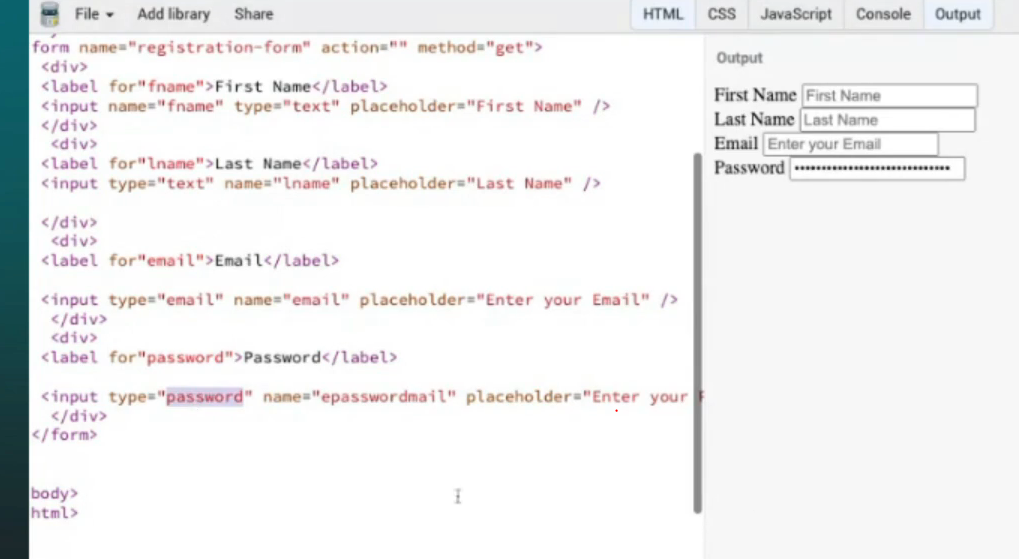 File Add library Share HTML CSS JavaScript Console Output
form name="registration-form" action="" method="get">
<div>
<label for"fname">First Name</label>
<input name="fname" type="text" placeholder="First Name" />
</div>
<div>
<label for"lname">Last Name</label>
<input type="text" name="lname" placeholder="Last Name" />
</div>
<div>
<label for"email">Email</label>
<input type="email" name="email" placeholder="Enter your Email" />
</div>
<div>
<label for"password">Password</label>
<input type="password" name="epasswordmail" placeholder="Enter your
</div>
</form>
body>
html>
Output
First Name First Name
Last Name Last Name
Email Enter your Email
Password ••••••••••••••••••••••••••••••